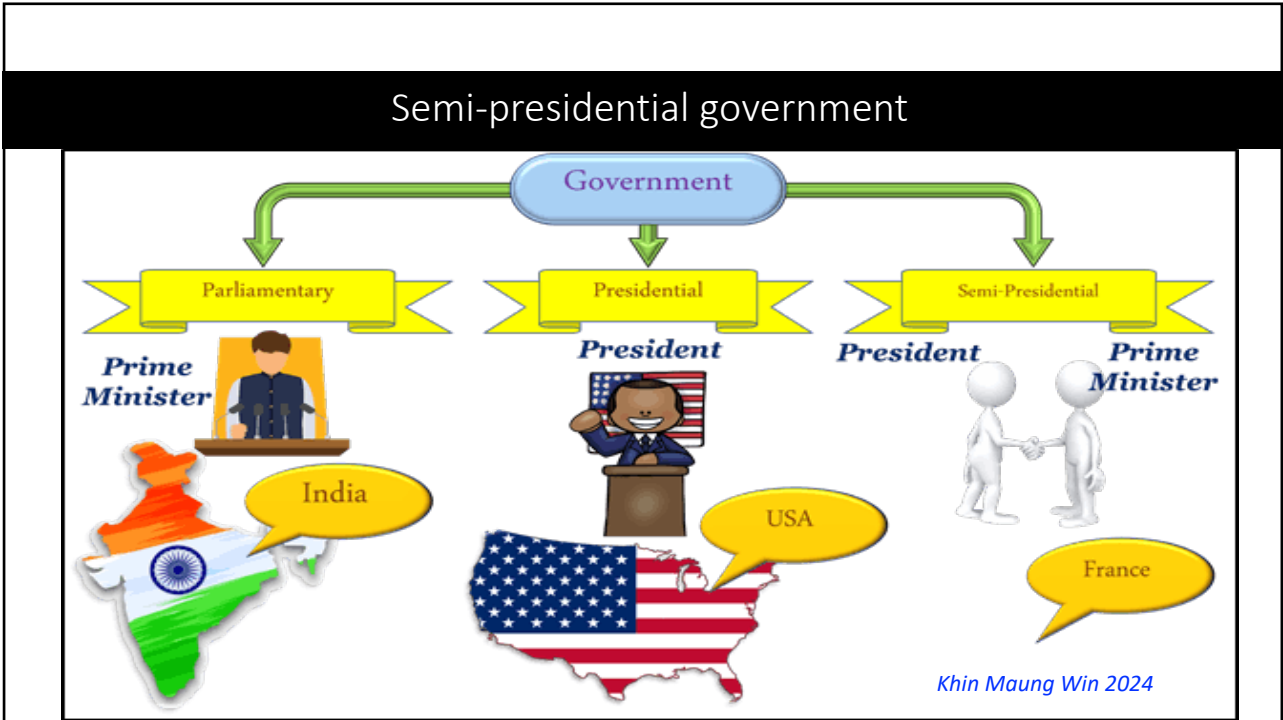 Semi-presidential government
Government
Parliamentary
Presidential
Semi-Presidential
Prime
Minister
President
President
Prime
Minister
India
USA
France
Khin Maung Win 2024